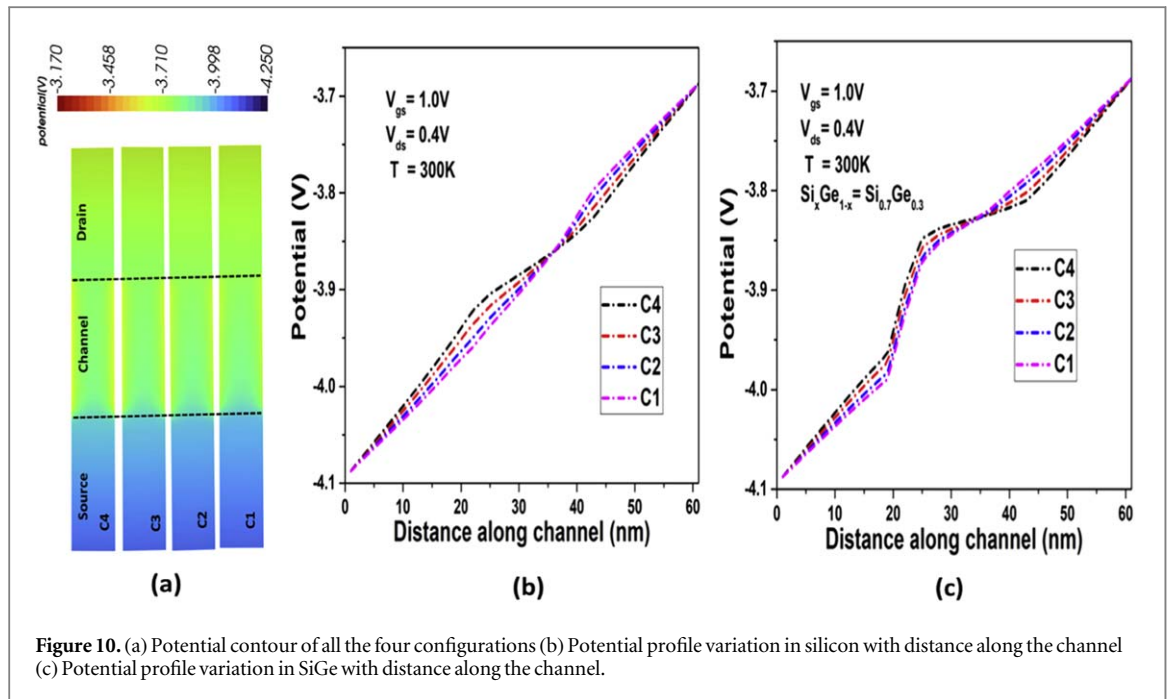 -3.170
-3.458
-3.710
-3.998
-4.250
potential(V)
Drain
Channel
Source
C4
C3
C2
C1
(a)
Potential (V)
-3.7
-3.8
-3.9
-4.0
-4.1
V_gs = 1.0V
V_ds = 0.4V
T = 300K
C4
C3
C2
C1
0
10
20
30
40
50
60
Distance along channel (nm)
(b)
Potential (V)
-3.7
-3.8
-3.9
-4.0
-4.1
V_gs = 1.0V
V_ds = 0.4V
T = 300K
Si_xGe_1-x = Si_0.7Ge_0.3
C4
C3
C2
C1
0
10
20
30
40
50
60
Distance along channel (nm)
(c)
Figure 10. (a) Potential contour of all the four configurations (b) Potential profile variation in silicon with distance along the channel
(c) Potential profile variation in SiGe with distance along the channel.